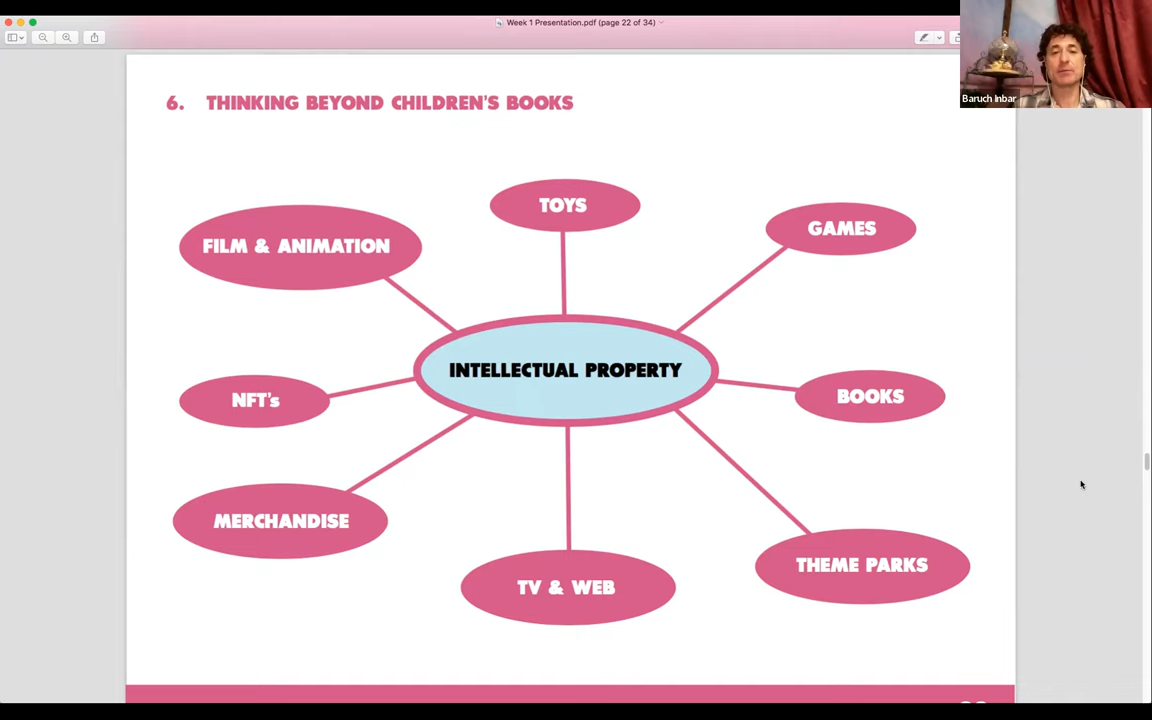 Week 1 Presentation.pdf (page 22 of 34)
Baruch Inbar
6. THINKING BEYOND CHILDREN'S BOOKS
TOYS
GAMES
FILM & ANIMATION
INTELLECTUAL PROPERTY
NFT's
BOOKS
MERCHANDISE
THEME PARKS
TV & WEB